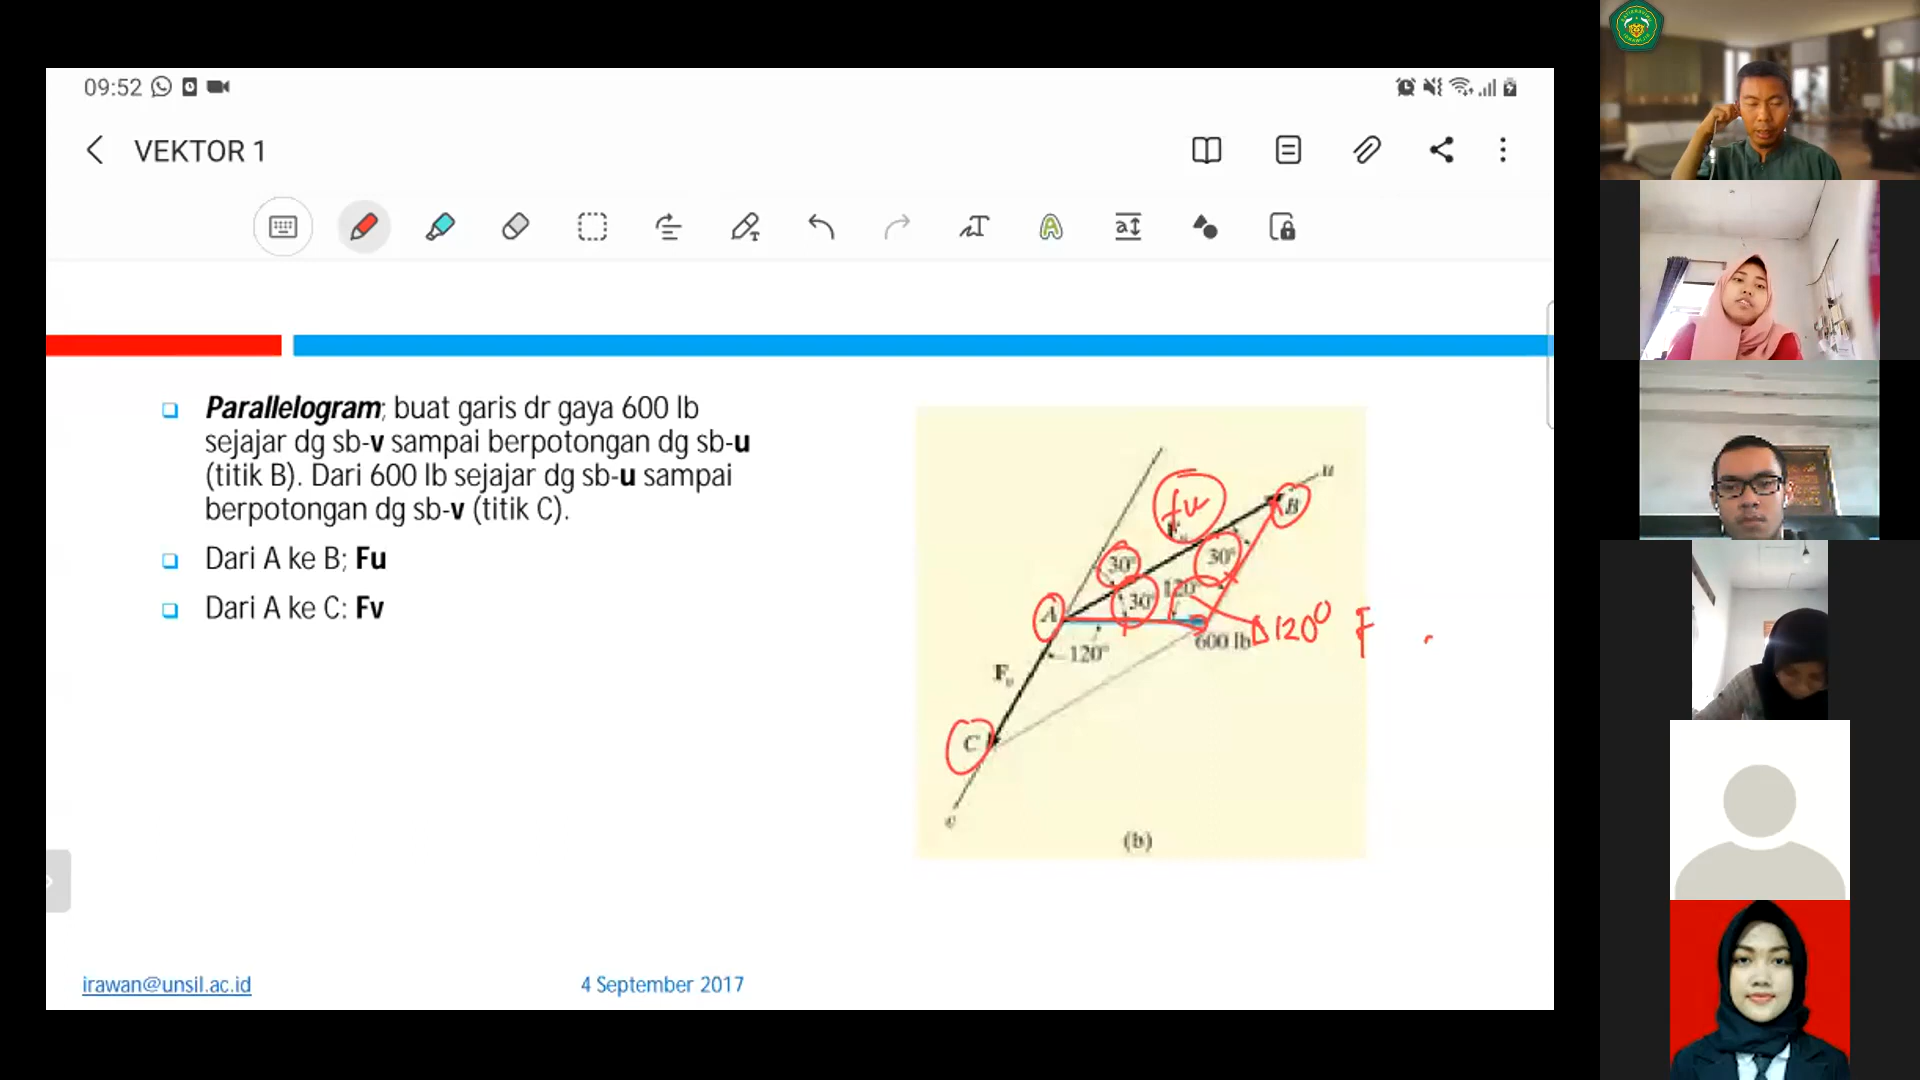 09:52
VEKTOR 1
Parallelogram; buat garis dr gaya 600 lb
sejajar dg sb-v sampai berpotongan dg sb-u
(titik B). Dari 600 lb sejajar dg sb-u sampai
berpotongan dg sb-v (titik C).
Dari A ke B; Fu
Dari A ke C: Fv
u
fu
B
30°
30°
120°
A
30°
600 lb
Δ120°
F
120°
Fv
C
v
(b)
irawan@unsil.ac.id
4 September 2017